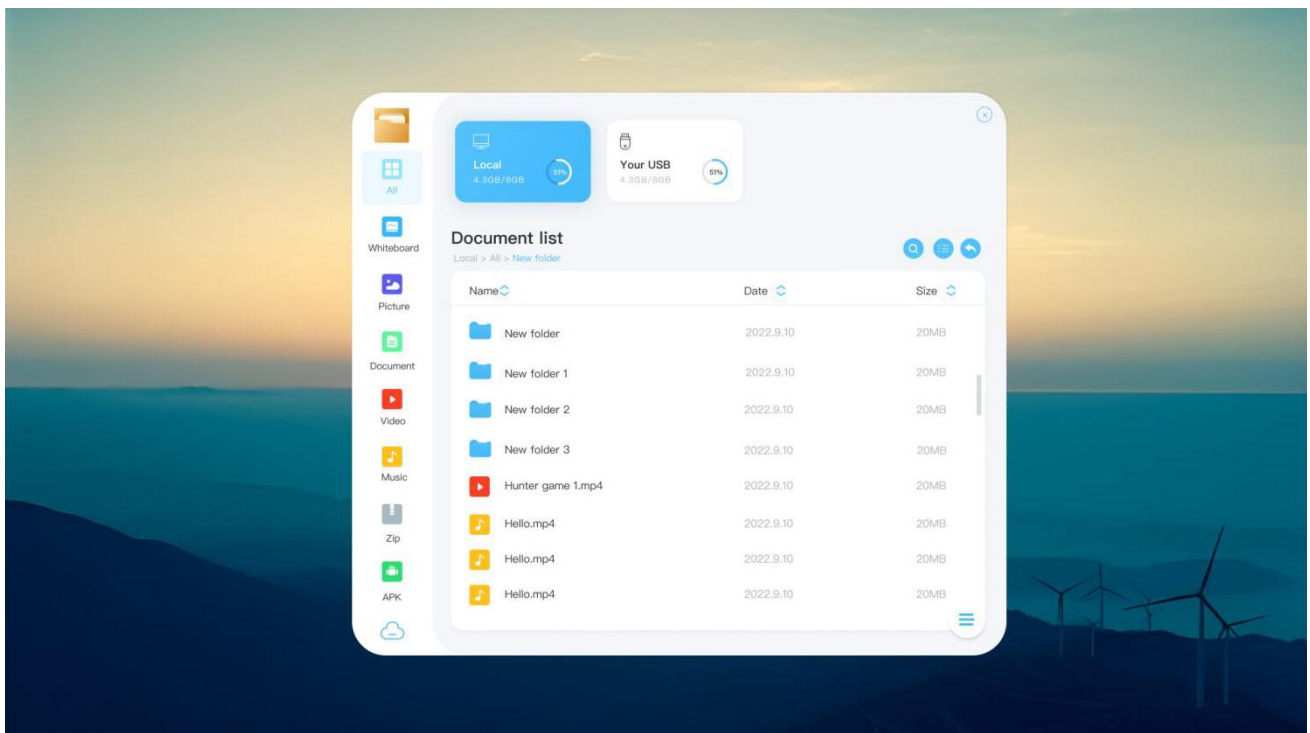 All
Whiteboard
Picture
Document
Video
Music
Zip
APK
Local
4.3GB/8GB
51%
Your USB
4.3GB/8GB
51%
Document list
Local > All > New folder
Name Date Size
New folder 2022.9.10 20MB
New folder 1 2022.9.10 20MB
New folder 2 2022.9.10 20MB
New folder 3 2022.9.10 20MB
Hunter game 1.mp4 2022.9.10 20MB
Hello.mp4 2022.9.10 20MB
Hello.mp4 2022.9.10 20MB
Hello.mp4 2022.9.10 20MB